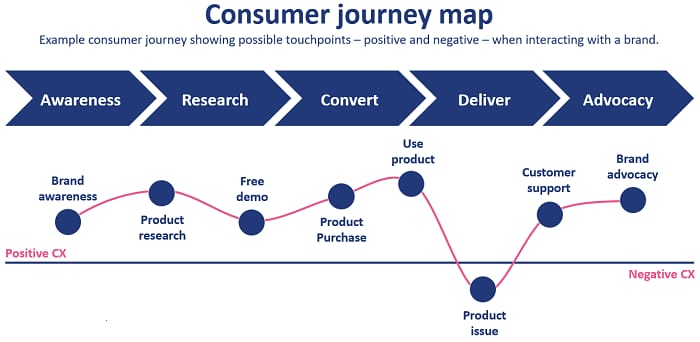 Consumer journey map
Example consumer journey showing possible touchpoints – positive and negative – when interacting with a brand.
Awareness
Research
Convert
Deliver
Advocacy
Brand
awareness
Product
research
Free
demo
Product
Purchase
Use
product
Product
issue
Customer
support
Brand
advocacy
Positive CX
Negative CX